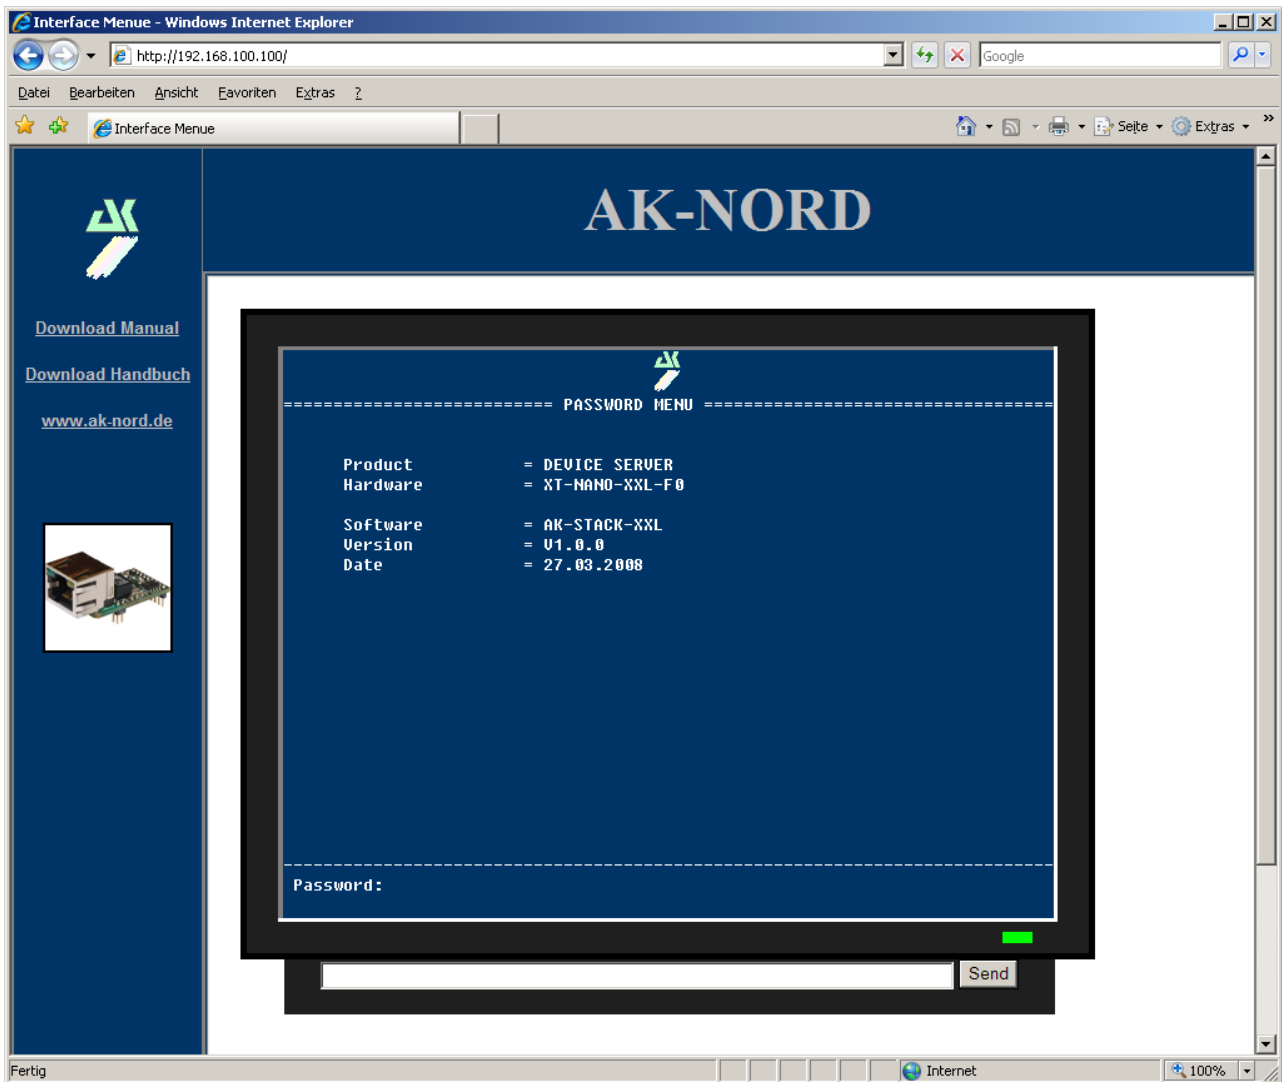 Interface Menue - Windows Internet Explorer
http://192.168.100.100/
Google
Datei Bearbeiten Ansicht Favoriten Extras ?
Interface Menue
Seite Extras »
AK
AK-NORD
Download Manual
Download Handbuch
www.ak-nord.de
AK
=========================== PASSWORD MENU ===================================
Product = DEVICE SERVER
Hardware = XT-NANO-XXL-F0
Software = AK-STACK-XXL
Version = V1.0.0
Date = 27.03.2008
-----------------------------------------------------------------------------
Password:
Send
Fertig
Internet
100%